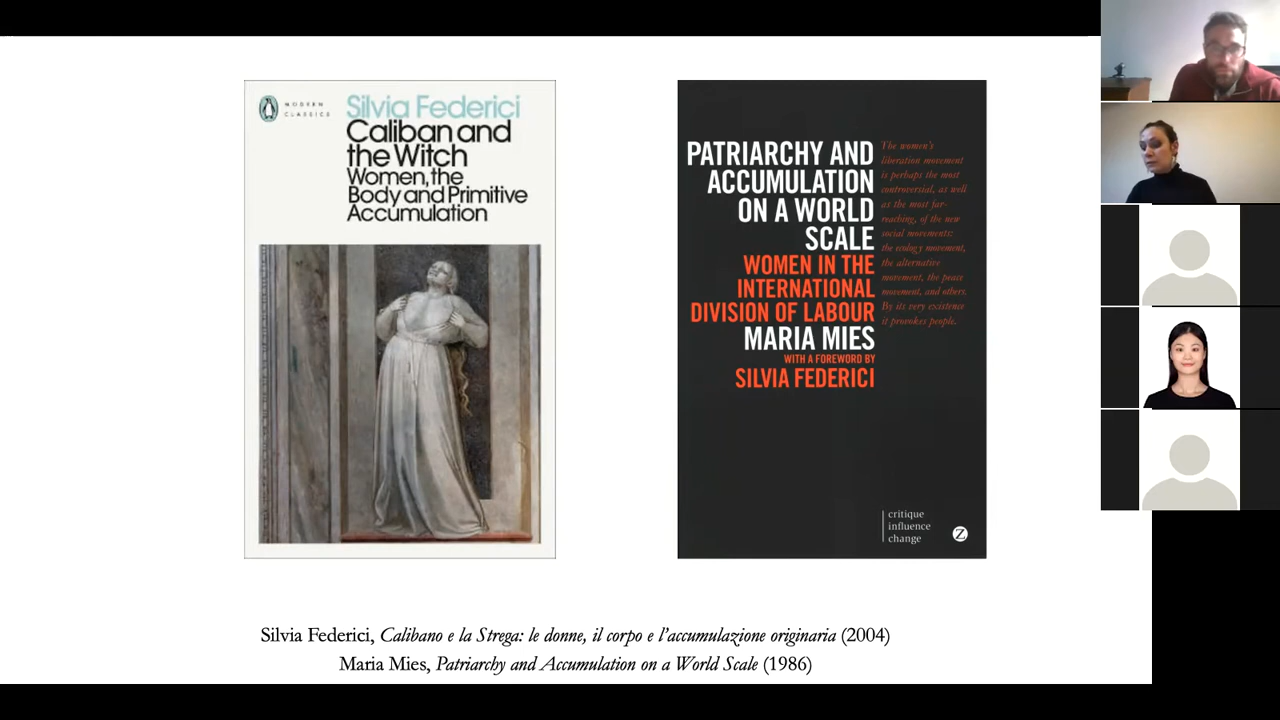 MODERN
CLASSICS
Silvia Federici
Caliban and
the Witch
Women, the
Body and Primitive
Accumulation
PATRIARCHY AND
ACCUMULATION
ON A WORLD
SCALE
WOMEN IN THE
INTERNATIONAL
DIVISION OF LABOUR
MARIA MIES
WITH A FOREWORD BY
SILVIA FEDERICI
The women's
liberation movement
is perhaps the most
controversial, as well
as the most far-
reaching, of the new
social movements:
the ecology movement,
the alternative
movement, the peace
movement, and others.
By its very existence
it provokes people.
critique
influence
change
Z
Silvia Federici, Calibano e la Strega: le donne, il corpo e l'accumulazione originaria (2004)
Maria Mies, Patriarchy and Accumulation on a World Scale (1986)